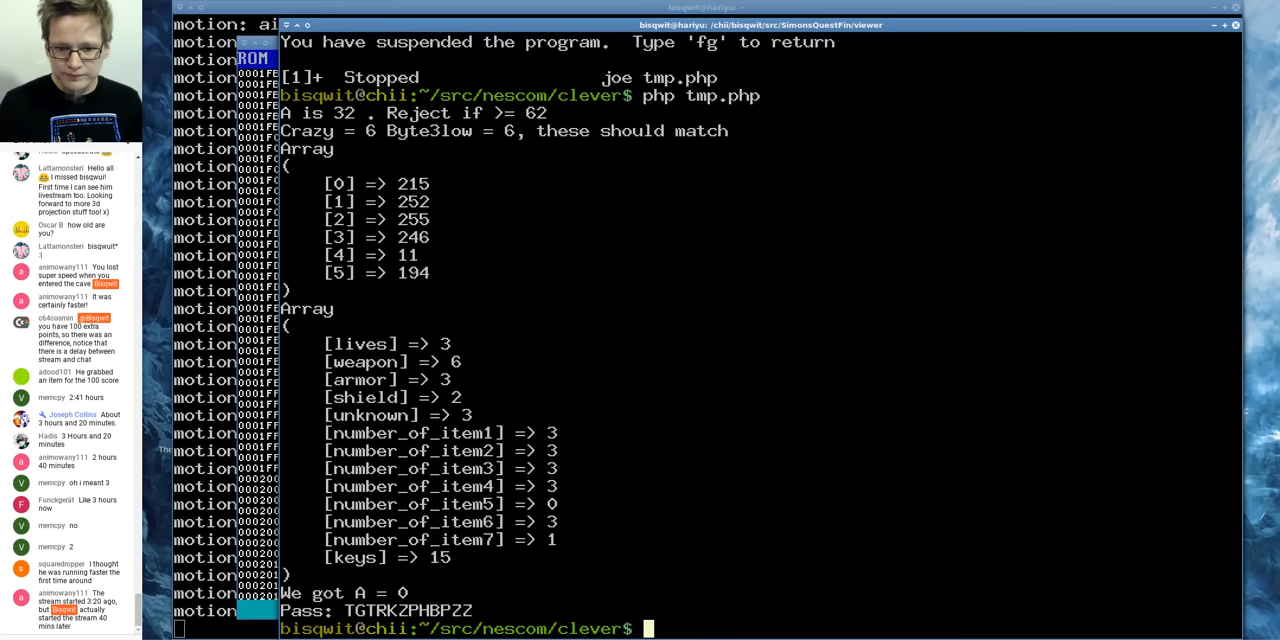 bisqwit@hariyu: ~
bisqwit@hariyu: /chii/bisqwit/src/SimonsQuestFin/viewer
motion: ai
motion
ROM
You have suspended the program.  Type 'fg' to return
[1]+  Stopped                 joe tmp.php
bisqwit@chii:~/src/nescom/clever$ php tmp.php
A is 32 . Reject if >= 62
Crazy = 6 Byte3low = 6, these should match
Array
(
[0] => 215
[1] => 252
[2] => 255
[3] => 246
[4] => 11
[5] => 194
)
Array
(
[lives] => 3
[weapon] => 6
[armor] => 3
[shield] => 2
[unknown] => 3
[number_of_item1] => 3
[number_of_item2] => 3
[number_of_item3] => 3
[number_of_item4] => 3
[number_of_item5] => 0
[number_of_item6] => 3
[number_of_item7] => 1
[keys] => 15
)
We got A = 0
Pass: TGTRKZPHBPZZ
bisqwit@chii:~/src/nescom/clever$
Lattamonsteri Hello all
I missed bisqwui!
First time I can see him
livestream too. Looking
forward to more 3d
projection stuff too! x)
Oscar B how old are
you?
Lattamonsteri bisqwuit*
:]
animowany111 You lost
super speed when you
entered the cave Bisqwit
animowany111 It was
certainly faster!
c64cosmin @Bisqwit
you have 100 extra
points, so there was an
difference, notice that
there is a delay between
stream and chat
adood101 He grabbed
an item for the 100 score
memcpy 2:41 hours
Joseph Collins About
3 hours and 20 minutes.
Hadis 3 Hours and 20
minutes
animowany111 2 hours
40 minutes
memcpy oh i meant 3
Funckgerät Like 3 hours
now
memcpy no
memcpy 2
squaredropper I thought
he was running faster the
first time around
animowany111 The
stream started 3:20 ago,
but Bisqwit actually
started the stream 40
mins later